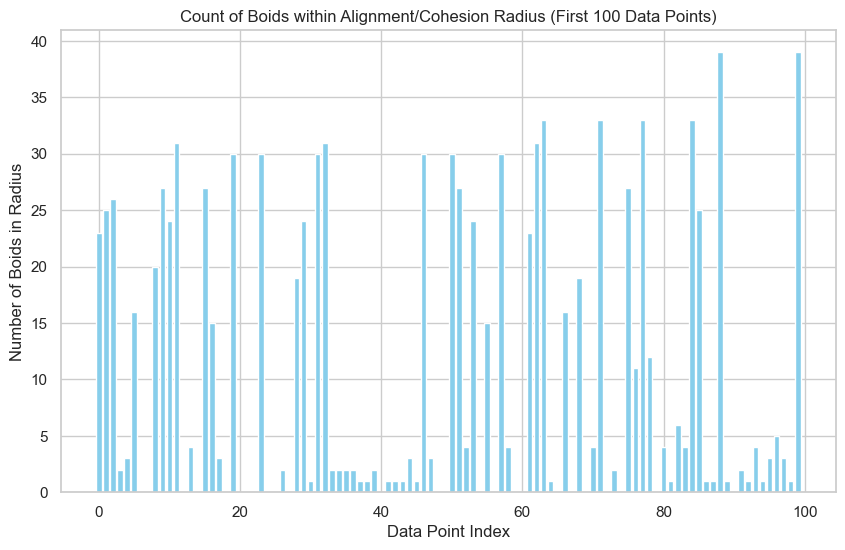 Count of Boids within Alignment/Cohesion Radius (First 100 Data Points)
Number of Boids in Radius
40
35
30
25
20
15
10
5
0
0 20 40 60 80 100
Data Point Index